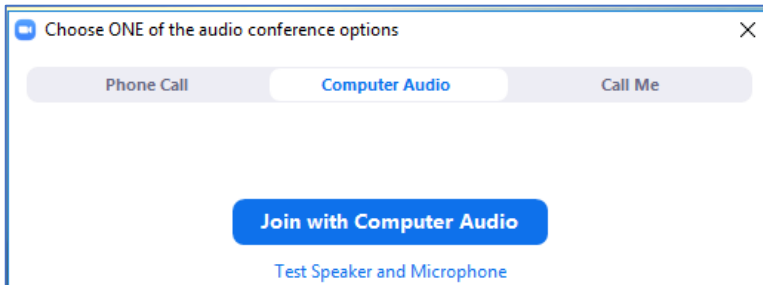 Choose ONE of the audio conference options
Phone Call Computer Audio Call Me
Join with Computer Audio
Test Speaker and Microphone